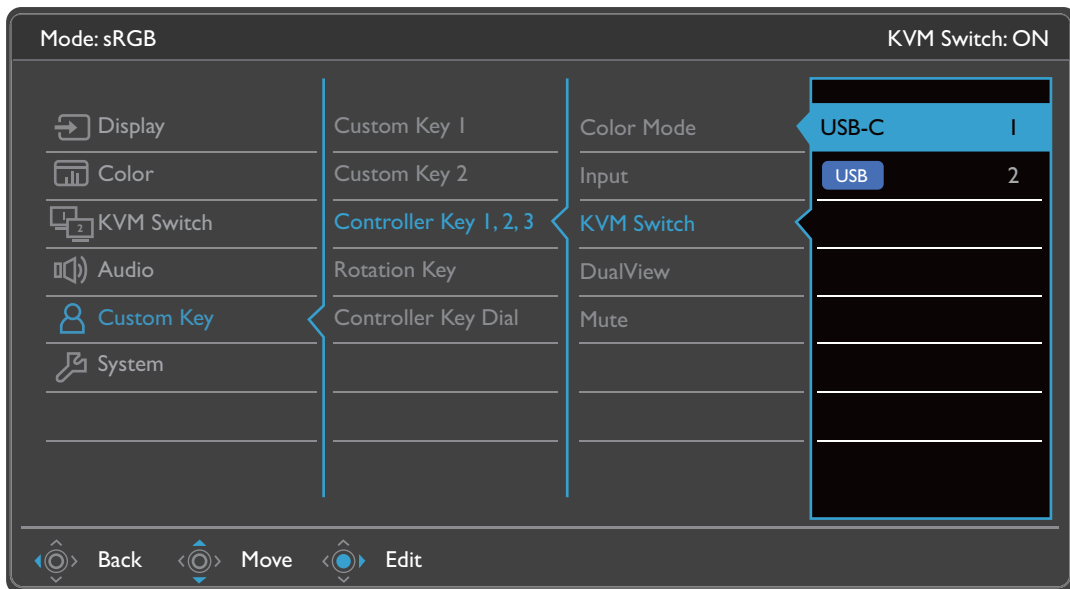 Mode: sRGB KVM Switch: ON
Display Custom Key 1 Color Mode USB-C 1
Color Custom Key 2 Input USB 2
1 2 KVM Switch Controller Key 1, 2, 3 KVM Switch
Audio Rotation Key DualView
Custom Key Controller Key Dial Mute
System
Back Move Edit